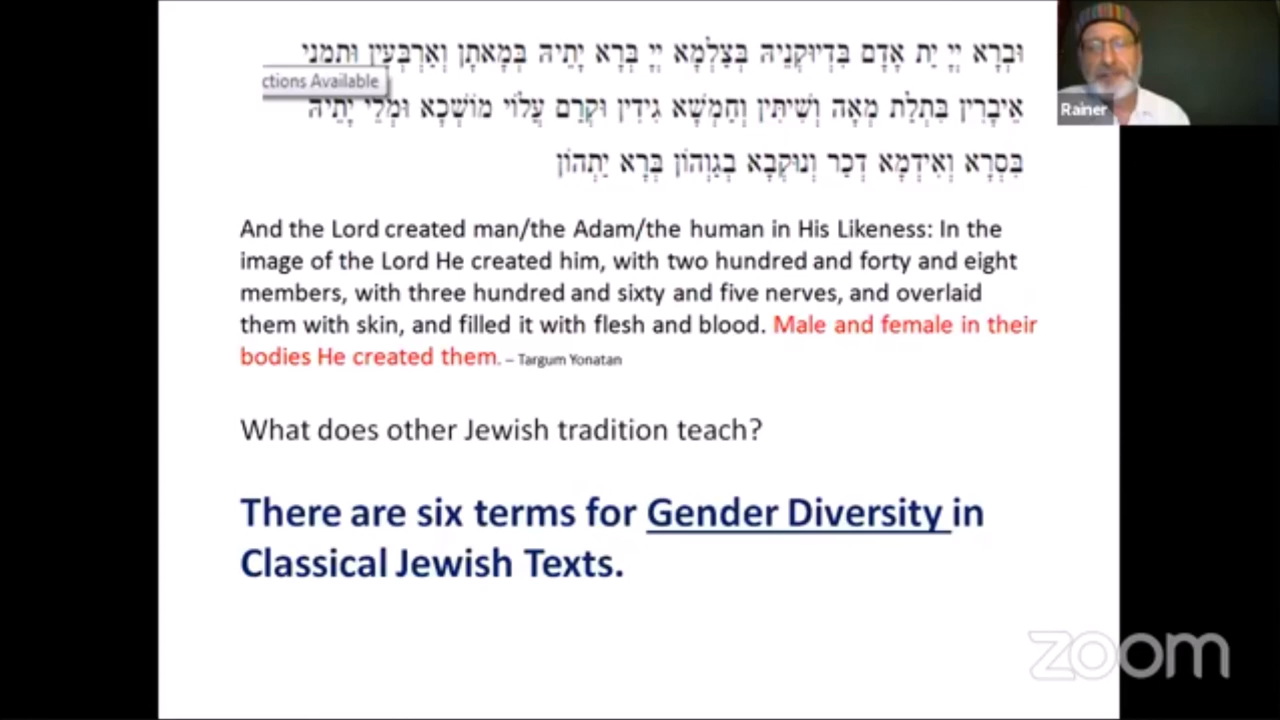 וּבְרָא יְיָ יַת אָדָם בִּדְיוּקְנֵיהּ בְּצַלְמָא יְיָ בְּרָא יָתֵיהּ בְּמָאתָן וְאַרְבְּעִין וּתְמַנֵי
ctions Available
אֵיבָרִין בִּתְלַת מְאָה וְשִׁיתִּין וְחַמְשָׁא גִידִין וּקְרֵם עֲלוֹי מוֹשְׁכָא וּמְלֵי יָתֵיהּ
בִּסְרָא וְאִידְמָא דְכַר וְנוּקְבָא בְגַוְוהוֹן בְּרָא יַתְהוֹן
Rainer
And the Lord created man/the Adam/the human in His Likeness: In the
image of the Lord He created him, with two hundred and forty and eight
members, with three hundred and sixty and five nerves, and overlaid
them with skin, and filled it with flesh and blood. Male and female in their
bodies He created them. – Targum Yonatan
What does other Jewish tradition teach?
There are six terms for Gender Diversity in
Classical Jewish Texts.
zoom